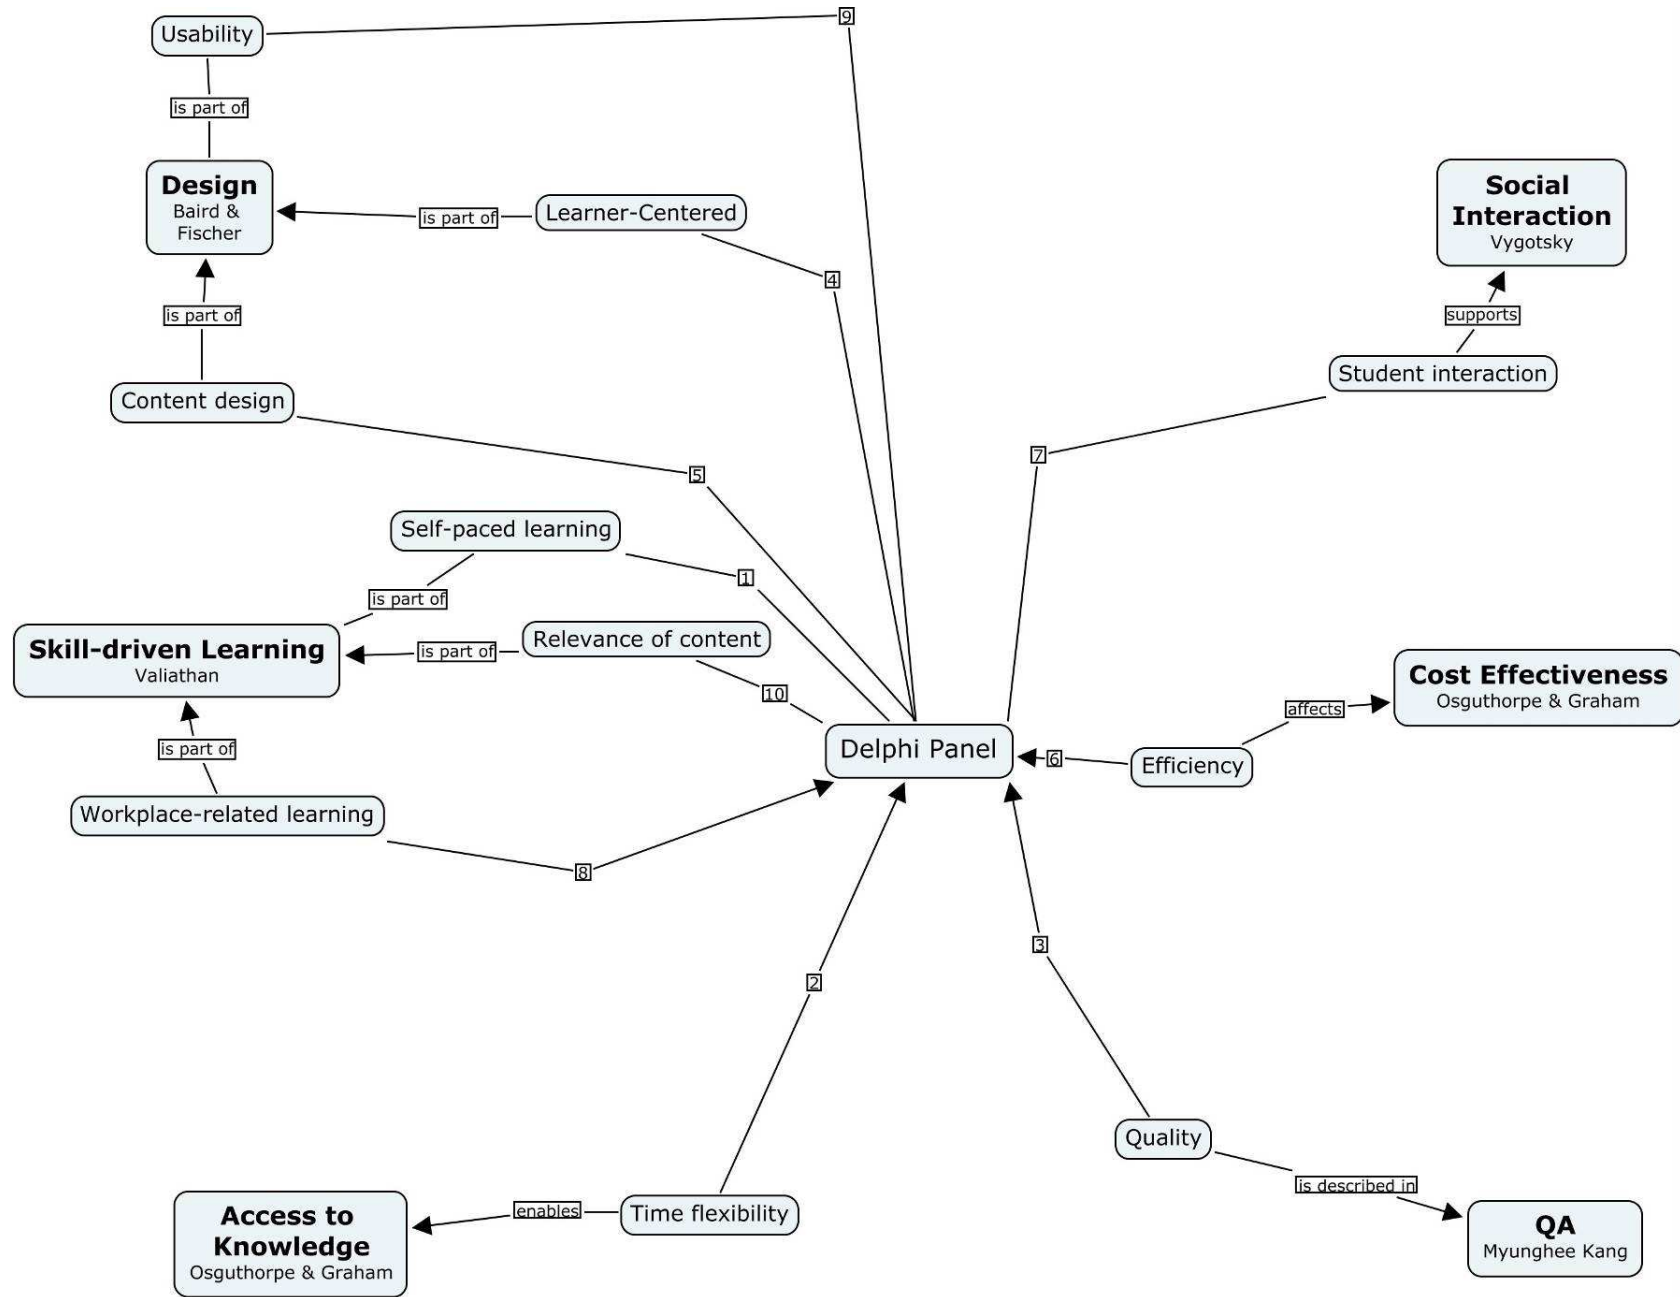 Usability
9
is part of
Design
Baird &
Fischer
is part of
Learner-Centered
Social
Interaction
Vygotsky
4
is part of
supports
Content design
Student interaction
5
7
Self-paced learning
1
is part of
Skill-driven Learning
Valiathan
is part of
Relevance of content
10
Cost Effectiveness
Osguthorpe & Graham
affects
is part of
Delphi Panel
6
Efficiency
Workplace-related learning
8
3
2
Quality
is described in
Access to
Knowledge
Osguthorpe & Graham
enables
Time flexibility
QA
Myunghee Kang